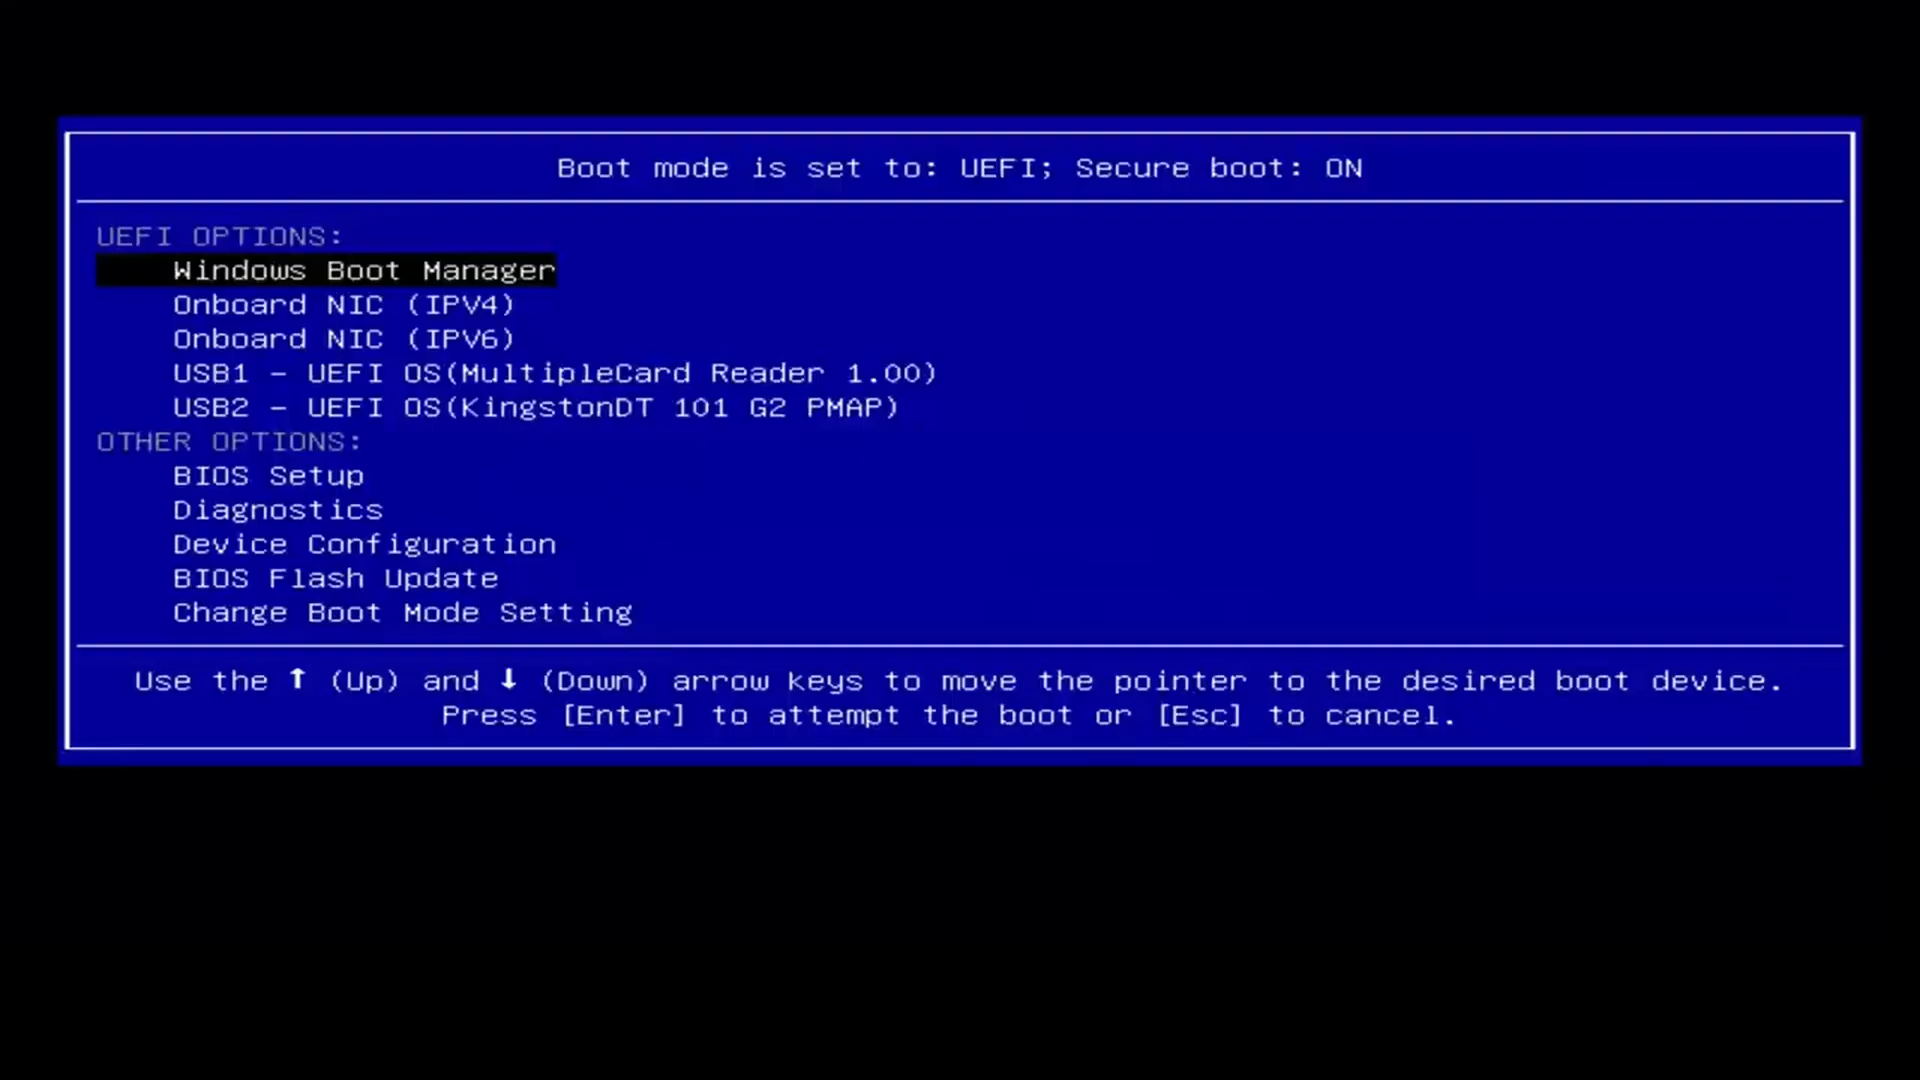 Boot mode is set to: UEFI; Secure boot: ON
UEFI OPTIONS:
Windows Boot Manager
Onboard NIC (IPV4)
Onboard NIC (IPV6)
USB1 - UEFI OS(MultipleCard Reader 1.00)
USB2 - UEFI OS(KingstonDT 101 G2 PMAP)
OTHER OPTIONS:
BIOS Setup
Diagnostics
Device Configuration
BIOS Flash Update
Change Boot Mode Setting
Use the ↑ (Up) and ↓ (Down) arrow keys to move the pointer to the desired boot device.
Press [Enter] to attempt the boot or [Esc] to cancel.